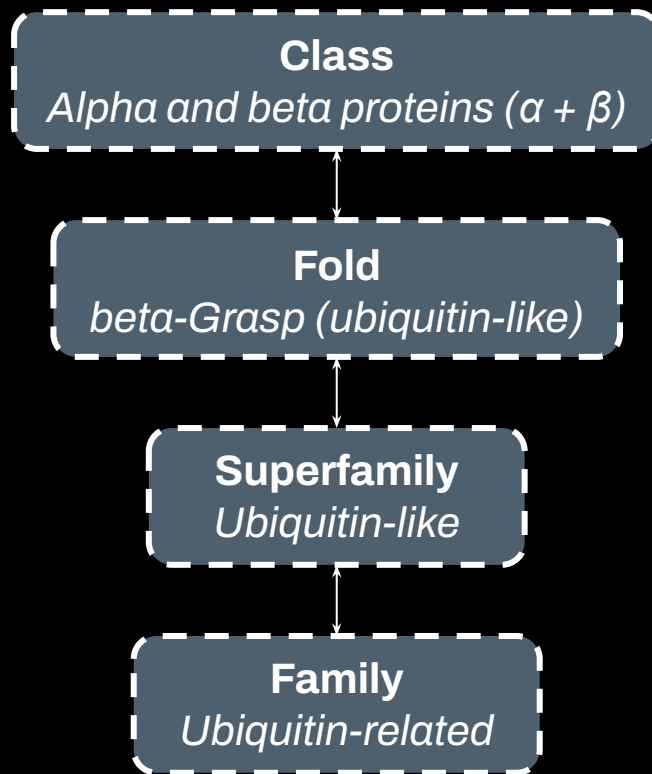 Class
Alpha and beta proteins (α + β)
Fold
beta-Grasp (ubiquitin-like)
Superfamily
Ubiquitin-like
Family
Ubiquitin-related